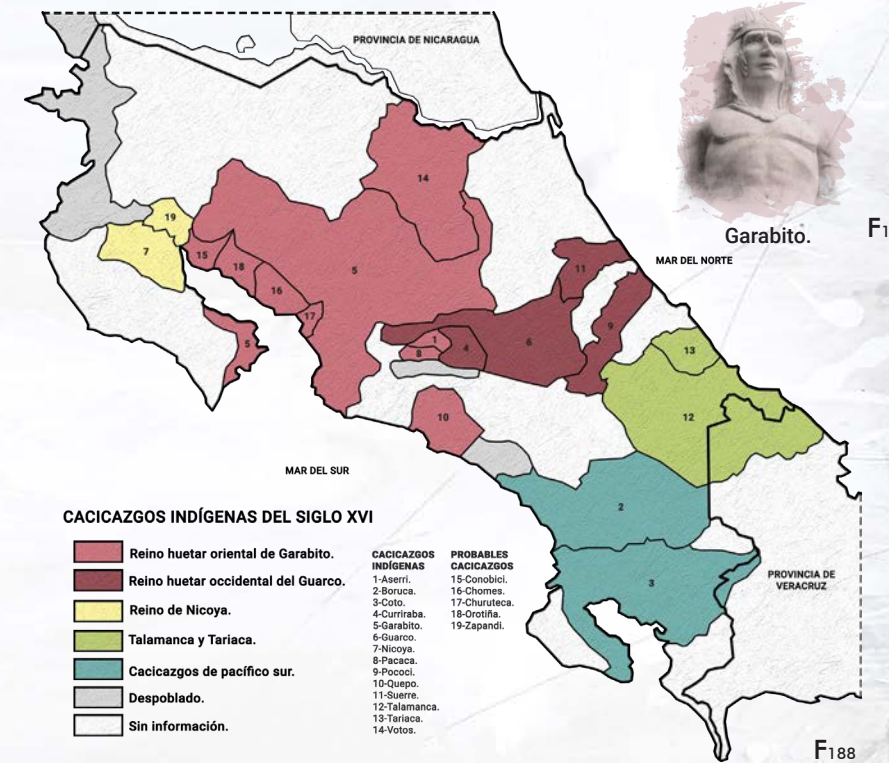 PROVINCIA DE NICARAGUA
Garabito.
F1
MAR DEL NORTE
14
19
7
15
18
5
16
17
11
9
1
8
4
6
5
13
10
12
MAR DEL SUR
2
3
PROVINCIA DE
VERACRUZ
CACICAZGOS INDÍGENAS DEL SIGLO XVI
Reino huetar oriental de Garabito.
Reino huetar occidental del Guarco.
Reino de Nicoya.
Talamanca y Tariaca.
Cacicazgos de pacífico sur.
Despoblado.
Sin información.
CACICAZGOS
INDÍGENAS
1-Aserri.
2-Boruca.
3-Coto.
4-Curriraba.
5-Garabito.
6-Guarco.
7-Nicoya.
8-Pacaca.
9-Pococi.
10-Quepo.
11-Suerre.
12-Talamanca.
13-Tariaca.
14-Votos.
PROBABLES
CACICAZGOS
15-Conobici.
16-Chomes.
17-Churuteca.
18-Orotiña.
19-Zapandi.
F188